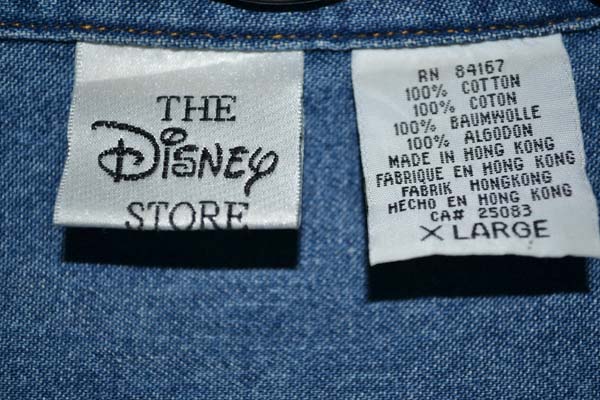 THE
Disney
STORE
RN 84167
100% COTTON
100% COTON
100% BAUMWOLLE
100% ALGODON
MADE IN HONG KONG
FABRIQUE EN HONG KONG
FABRIK HONGKONG
HECHO EN HONG KONG
CA# 25083
X LARGE